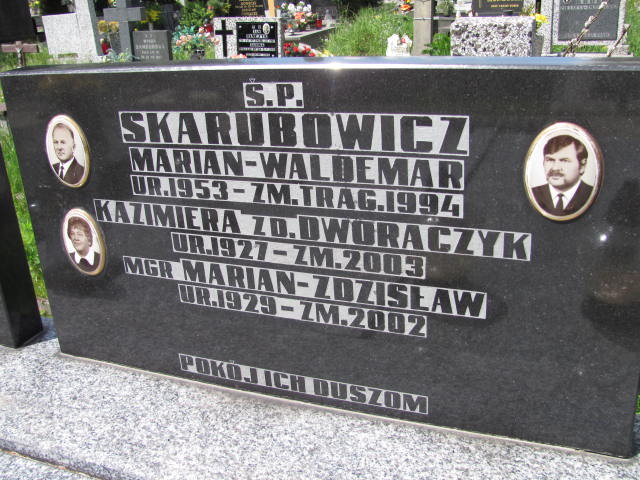 Ś.P.
SKARUBOWICZ
MARIAN-WALDEMAR
UR.1953-ZM.TRAG.1994
KAZIMIERA ZD.DWORACZYK
UR.1927-ZM.2003
MGR MARIAN-ZDZISŁAW
UR.1929-ZM.2002
POKÓJ ICH DUSZOM